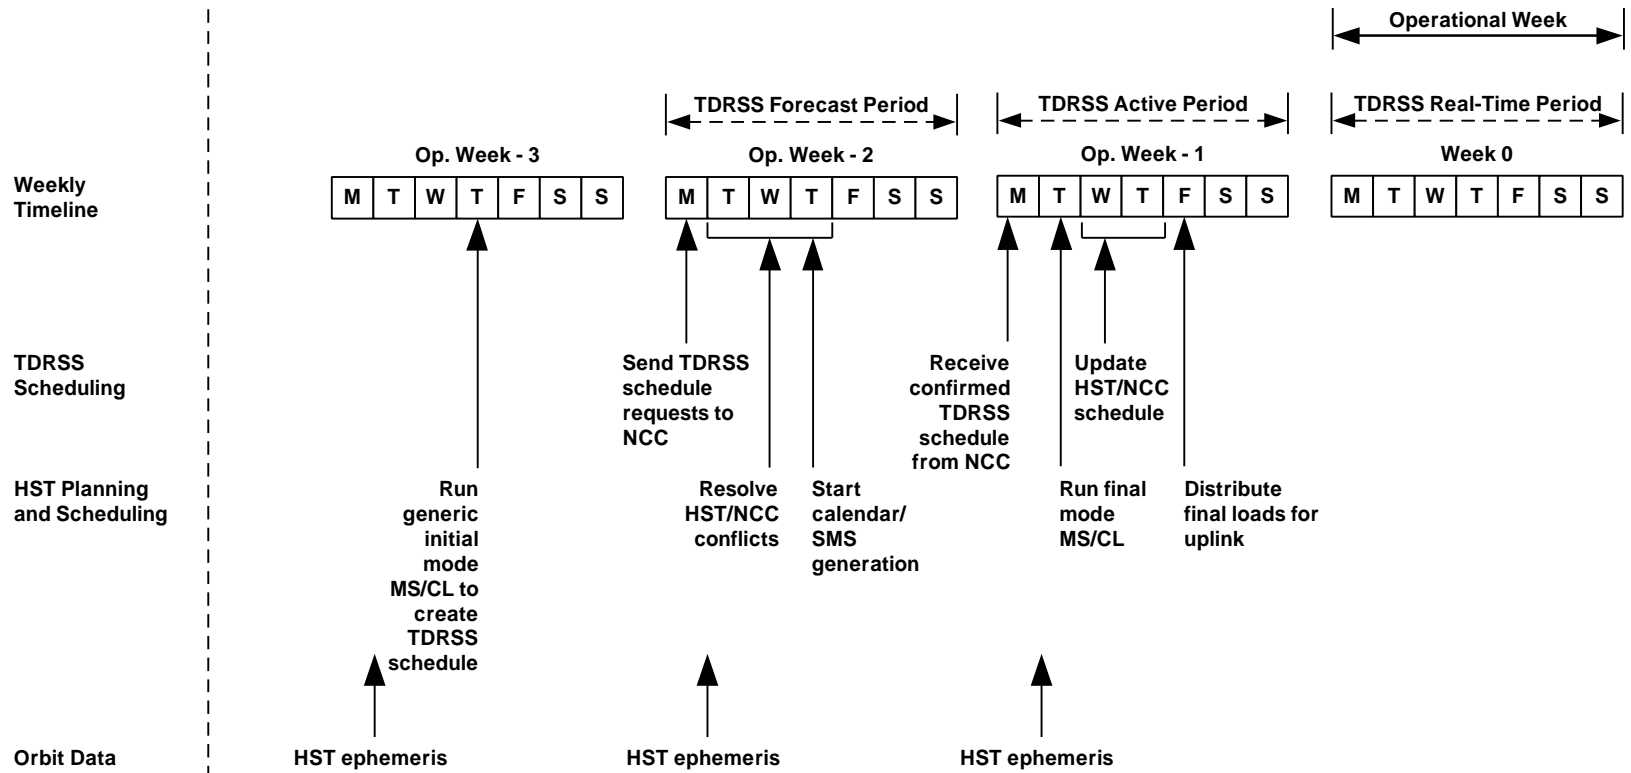 Operational Week
TDRSS Forecast Period
TDRSS Active Period
TDRSS Real-Time Period
Op. Week - 3
Op. Week - 2
Op. Week - 1
Week 0
Weekly
Timeline
M T W T F S S
M T W T F S S
M T W T F S S
M T W T F S S
TDRSS
Scheduling
Send TDRSS
schedule
requests to
NCC
Receive
confirmed
TDRSS
schedule
from NCC
Update
HST/NCC
schedule
HST Planning
and Scheduling
Run
generic
initial
mode
MS/CL to
create
TDRSS
schedule
Resolve
HST/NCC
conflicts
Start
calendar/
SMS
generation
Run final
mode
MS/CL
Distribute
final loads for
uplink
Orbit Data
HST ephemeris
HST ephemeris
HST ephemeris